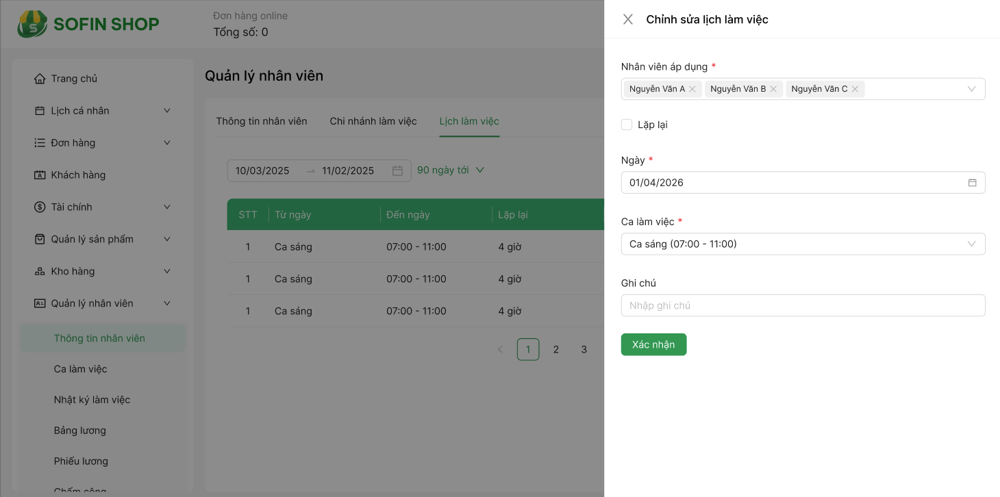 SOFIN SHOP
Đơn hàng online
Tổng số: 0
Trang chủ
Lịch cá nhân
Đơn hàng
Khách hàng
Tài chính
Quản lý sản phẩm
Kho hàng
Quản lý nhân viên
Thông tin nhân viên
Ca làm việc
Nhật ký làm việc
Bảng lương
Phiếu lương
Chấm công
Quản lý nhân viên
Thông tin nhân viên Chi nhánh làm việc Lịch làm việc
10/03/2025 → 11/02/2025 90 ngày tới
STT Từ ngày Đến ngày Lặp lại
1 Ca sáng 07:00 - 11:00 4 giờ
1 Ca sáng 07:00 - 11:00 4 giờ
1 Ca sáng 07:00 - 11:00 4 giờ
< 1 2 3
Chỉnh sửa lịch làm việc
Nhân viên áp dụng *
Nguyễn Văn A Nguyễn Văn B Nguyễn Văn C
Lặp lại
Ngày *
01/04/2026
Ca làm việc *
Ca sáng (07:00 - 11:00)
Ghi chú
Nhập ghi chú
Xác nhận